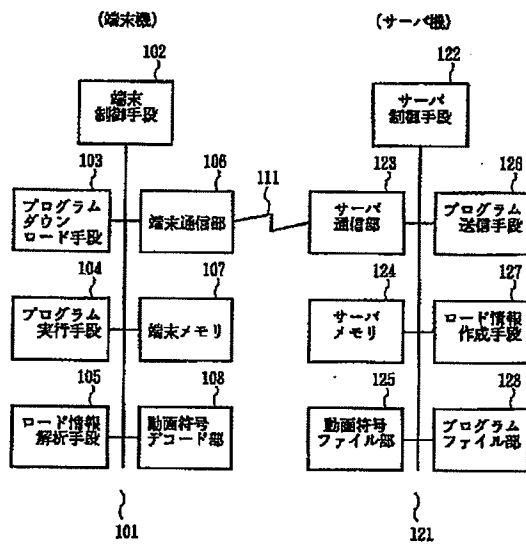 (端末機)
(サーバ機)
102
122
端末
制御手段
サーバ
制御手段
103
106
111
123
126
プログラム
ダウン
ロード手段
端末通信部
サーバ
通信部
プログラム
送信手段
104
107
124
127
プログラム
実行手段
端末メモリ
サーバ
メモリ
ロード情報
作成手段
105
108
125
128
ロード情報
解析手段
動画符号
デコード部
動画符号
ファイル部
プログラム
ファイル部
101
121